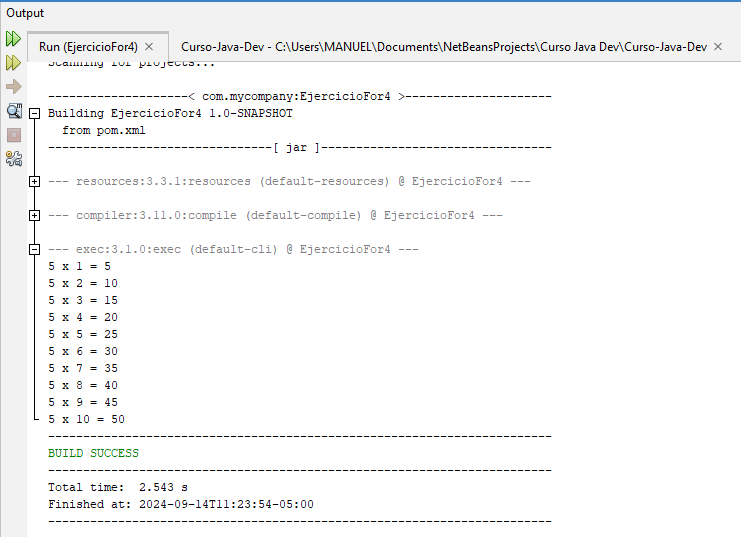 Output
Run (EjercicioFor4)
Curso-Java-Dev - C:\Users\MANUEL\Documents\NetBeansProjects\Curso Java Dev\Curso-Java-Dev
Scanning for projects...
--------------------< com.mycompany:EjercicioFor4 >---------------------
Building EjercicioFor4 1.0-SNAPSHOT
  from pom.xml
--------------------------------[ jar ]---------------------------------
--- resources:3.3.1:resources (default-resources) @ EjercicioFor4 ---
--- compiler:3.11.0:compile (default-compile) @ EjercicioFor4 ---
--- exec:3.1.0:exec (default-cli) @ EjercicioFor4 ---
5 x 1 = 5
5 x 2 = 10
5 x 3 = 15
5 x 4 = 20
5 x 5 = 25
5 x 6 = 30
5 x 7 = 35
5 x 8 = 40
5 x 9 = 45
5 x 10 = 50
------------------------------------------------------------------------
BUILD SUCCESS
------------------------------------------------------------------------
Total time:  2.543 s
Finished at: 2024-09-14T11:23:54-05:00
------------------------------------------------------------------------